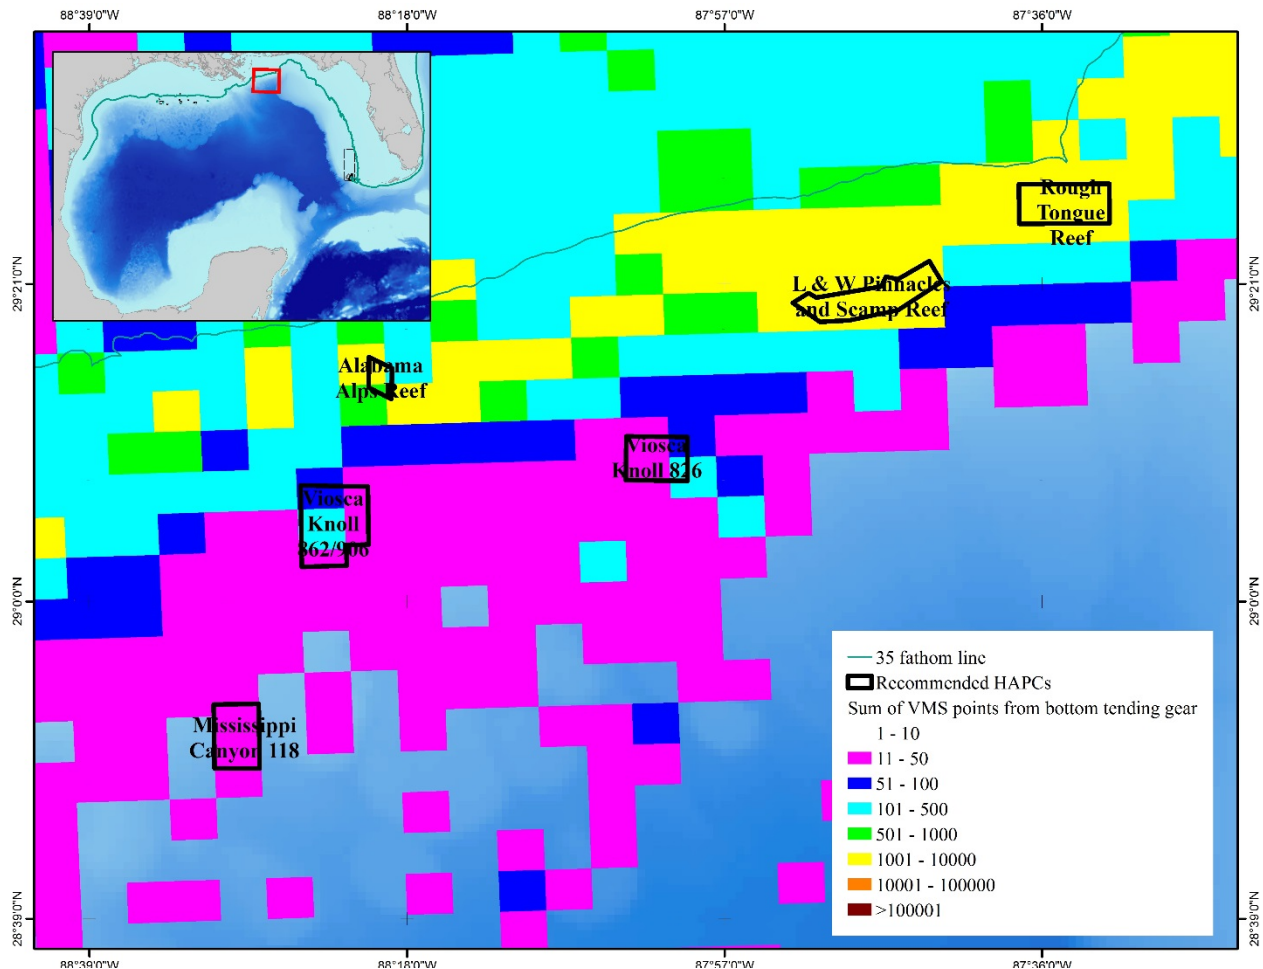 88°39'0"W 88°18'0"W 87°57'0"W 87°36'0"W
29°21'0"N
29°21'0"N
29°0'0"N
29°0'0"N
28°39'0"N
28°39'0"N
Rough
Tongue
Reef
L & W Pinnacles
and Scamp Reef
Alabama
Alps Reef
Viosca
Knoll 826
Viosca
Knoll
862/906
Mississippi
Canyon 118
35 fathom line
Recommended HAPCs
Sum of VMS points from bottom tending gear
1 - 10
11 - 50
51 - 100
101 - 500
501 - 1000
1001 - 10000
10001 - 100000
>100001
88°39'0"W 88°18'0"W 87°57'0"W 87°36'0"W